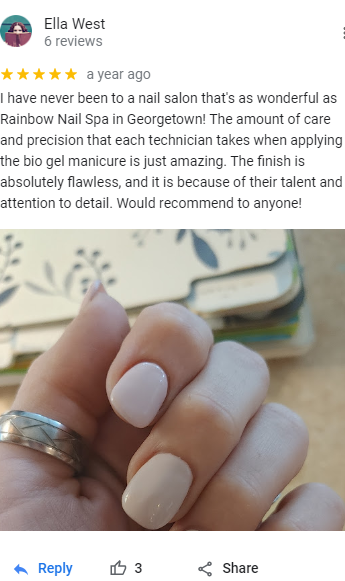 Ella West
6 reviews
a year ago
I have never been to a nail salon that's as wonderful as
Rainbow Nail Spa in Georgetown! The amount of care
and precision that each technician takes when applying
the bio gel manicure is just amazing. The finish is
absolutely flawless, and it is because of their talent and
attention to detail. Would recommend to anyone!
Reply 3 Share